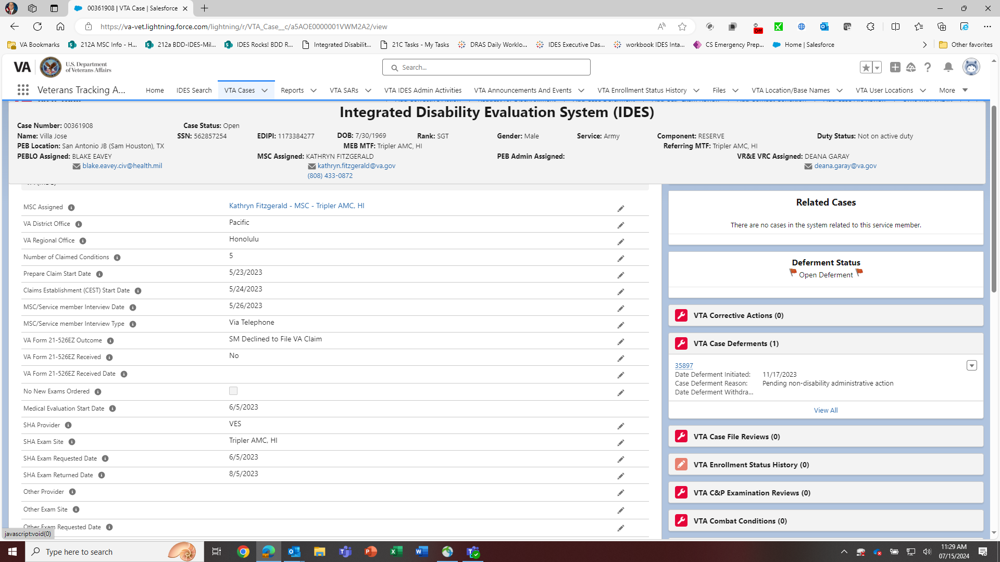 00361908 | VTA Case | Salesforce
https://va-vet.lightning.force.com/lightning/r/VTA_Case__c/a5AOE0000001VWM2A2/view
Off
VA Bookmarks
212A MSC Info - H...
212a BDD-IDES-Mil...
IDES Rocks! BDD R...
Integrated Disabilit...
21C Tasks - My Tasks
DRAS Daily Worklo...
IDES Executive Das...
workbook IDES Inta...
CS Emergency Prep...
Home | Salesforce
Other favorites
VA
U.S. Department
of Veterans Affairs
Search...
Veterans Tracking A...
Home
IDES Search
VTA Cases
Reports
VTA SARs
VTA IDES Admin Activities
VTA Announcements And Events
VTA Enrollment Status History
Files
VTA Location/Base Names
VTA User Locations
More
Integrated Disability Evaluation System (IDES)
Case Number: 00361908 Case Status: Open
Name: Villa Jose SSN: 562857254 EDIPI: 1173384277 DOB: 7/30/1969 Rank: SGT Gender: Male Service: Army Component: RESERVE Duty Status: Not on active duty
PEB Location: San Antonio JB (Sam Houston), TX MEB MTF: Tripler AMC, HI Referring MTF: Tripler AMC, HI
PEBLO Assigned: BLAKE EAVEY MSC Assigned: KATHRYN FITZGERALD PEB Admin Assigned: VR&E VRC Assigned: DEANA GARAY
blake.eavey.civ@health.mil kathryn.fitzgerald@va.gov deana.garay@va.gov
(808) 433-0872
MSC Assigned Kathryn Fitzgerald - MSC - Tripler AMC, HI
VA District Office Pacific
VA Regional Office Honolulu
Number of Claimed Conditions 5
Prepare Claim Start Date 5/23/2023
Claims Establishment (CEST) Start Date 5/24/2023
MSC/Service member Interview Date 5/26/2023
MSC/Service member Interview Type Via Telephone
VA Form 21-526EZ Outcome SM Declined to File VA Claim
VA Form 21-526EZ Received No
VA Form 21-526EZ Received Date
No New Exams Ordered
Medical Evaluation Start Date 6/5/2023
SHA Provider VES
SHA Exam Site Tripler AMC, HI
SHA Exam Requested Date 6/5/2023
SHA Exam Returned Date 8/5/2023
Other Provider
Other Exam Site
Other Exam Requested Date
javascript:void(0)
Related Cases
There are no cases in the system related to this service member.
Deferment Status
Open Deferment
VTA Corrective Actions (0)
VTA Case Deferments (1)
35897
Date Deferment Initiated: 11/17/2023
Case Deferment Reason: Pending non-disability administrative action
Date Deferment Withdra...
View All
VTA Case File Reviews (0)
VTA Enrollment Status History (0)
VTA C&P Examination Reviews (0)
VTA Combat Conditions (0)
Type here to search
11:29 AM
07/15/2024